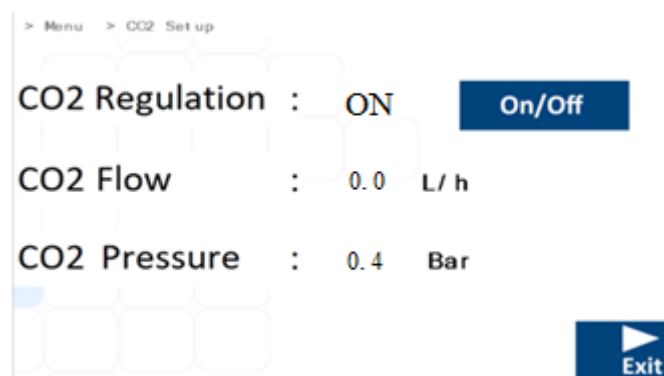 > Menu > CO2 Set up
CO2 Regulation : ON On/Off
CO2 Flow : 0.0 L/h
CO2 Pressure : 0.4 Bar
Exit